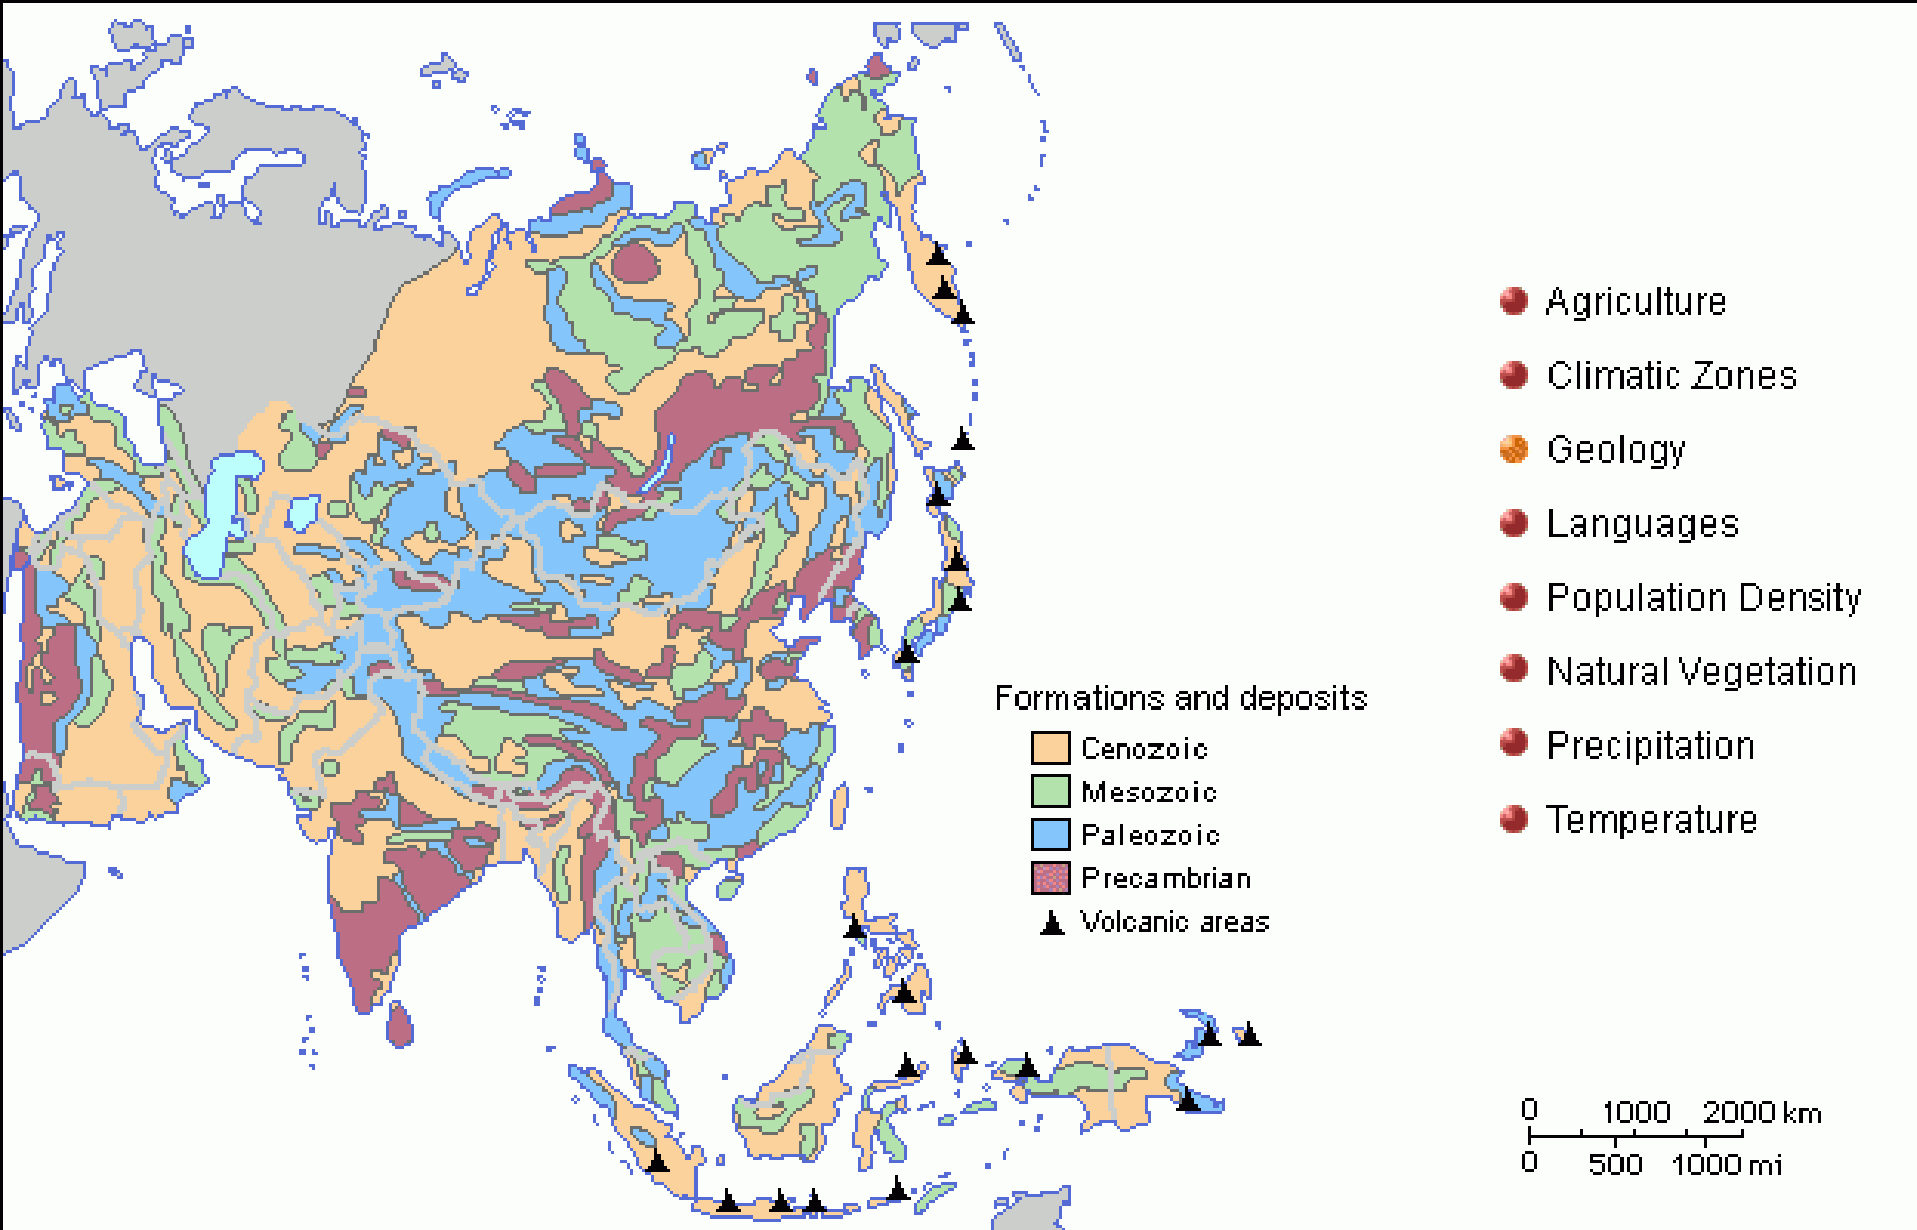 Agriculture
Climatic Zones
Geology
Languages
Population Density
Natural Vegetation
Precipitation
Temperature
Formations and deposits
Cenozoic
Mesozoic
Paleozoic
Precambrian
Volcanic areas
0 1000 2000 km
0 500 1000 mi